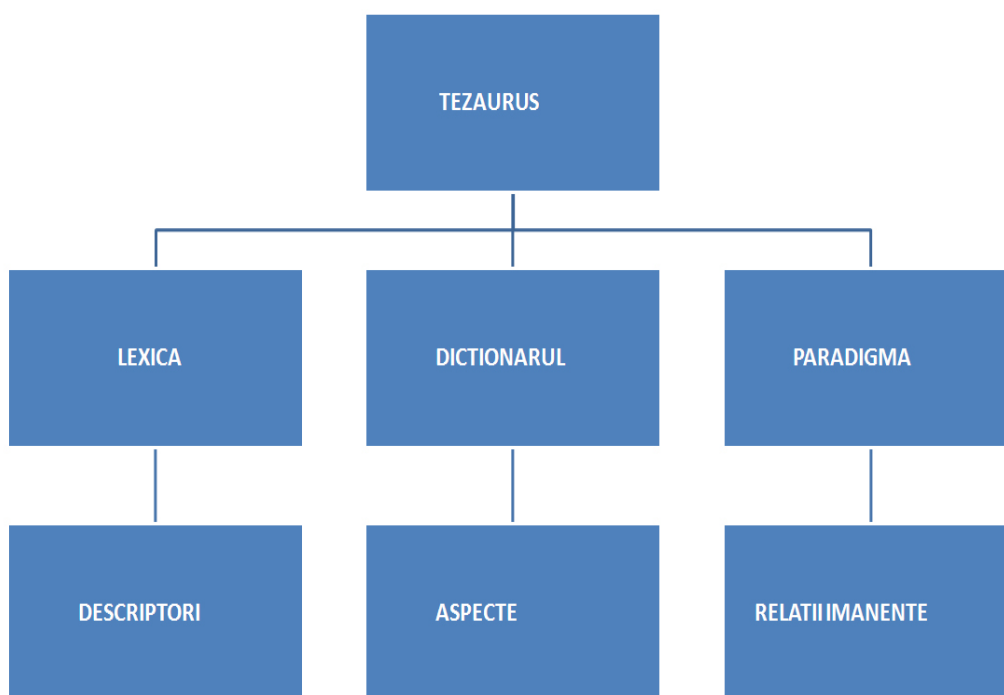 TEZAURUS
LEXICA
DICTIONARUL
PARADIGMA
DESCRIPTORI
ASPECTE
RELATII IMANENTE